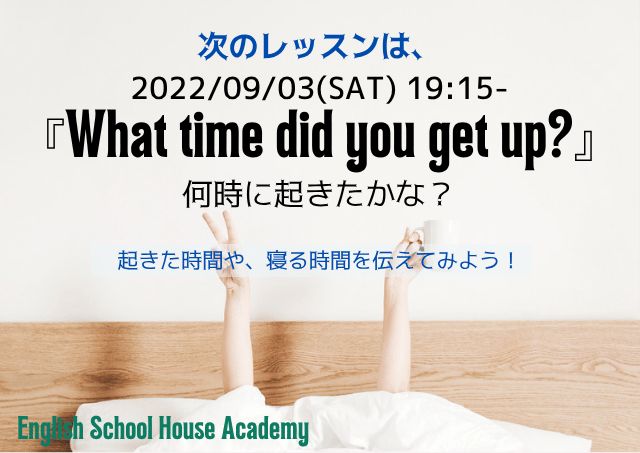 次のレッスンは、
2022/09/03(SAT) 19:15-
『What time did you get up?』
何時に起きたかな？
起きた時間や、寝る時間を伝えてみよう！
English School House Academy